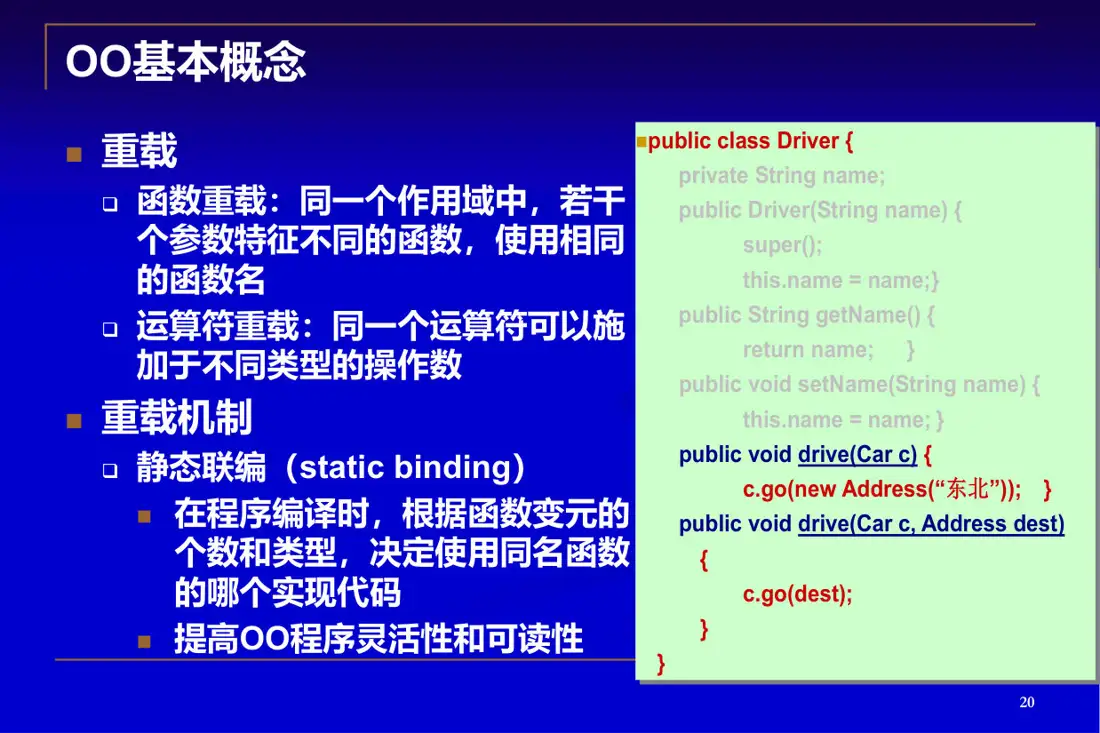 OO基本概念
重载
函数重载：同一个作用域中，若干
个参数特征不同的函数，使用相同
的函数名
运算符重载：同一个运算符可以施
加于不同类型的操作数
重载机制
静态联编（static binding）
在程序编译时，根据函数变元的
个数和类型，决定使用同名函数
的哪个实现代码
提高OO程序灵活性和可读性
public class Driver {
private String name;
public Driver(String name) {
super();
this.name = name;}
public String getName() {
return name; }
public void setName(String name) {
this.name = name; }
public void drive(Car c) {
c.go(new Address(“东北”)); }
public void drive(Car c, Address dest)
{
c.go(dest);
}
}
20